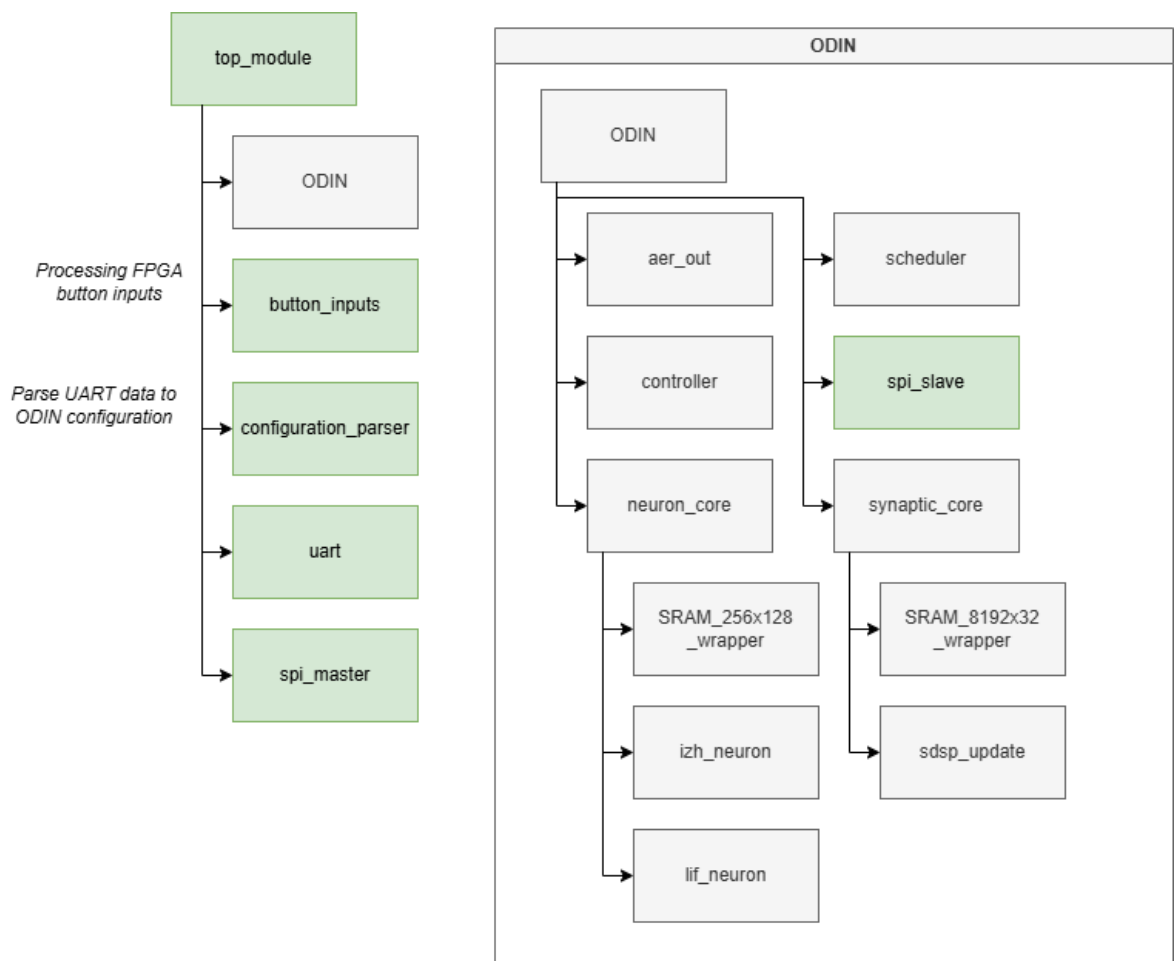 top_module
ODIN
Processing FPGA
button inputs
button_inputs
Parse UART data to
ODIN configuration
configuration_parser
uart
spi_master
ODIN
ODIN
aer_out
scheduler
controller
spi_slave
neuron_core
synaptic_core
SRAM_256x128
_wrapper
SRAM_8192x32
_wrapper
izh_neuron
sdsp_update
lif_neuron